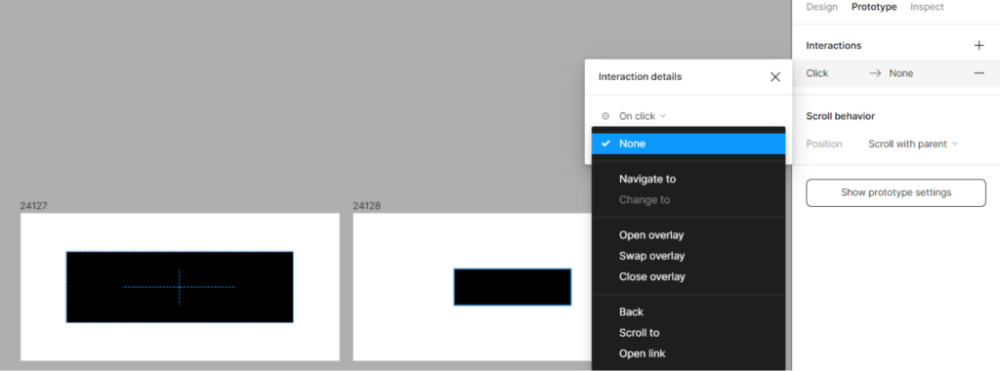 Design Prototype Inspect
Interactions
Click → None
Scroll behavior
Position Scroll with parent
Show prototype settings
Interaction details
On click
None
Navigate to
Change to
Open overlay
Swap overlay
Close overlay
Back
Scroll to
Open link
24127
24128